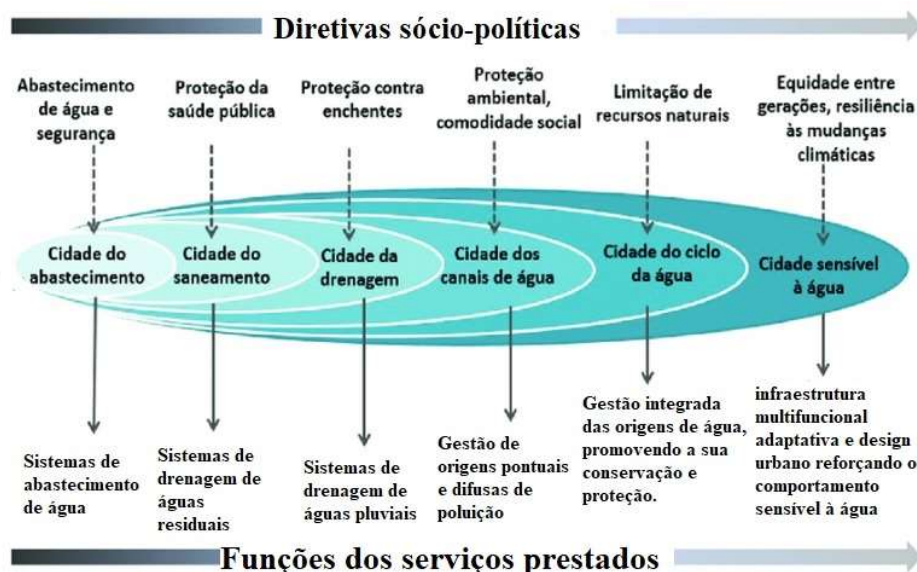 Diretivas sócio-políticas
Abastecimento
de água e
segurança
Proteção da
saúde pública
Proteção contra
enchentes
Proteção
ambiental,
comodidade social
Limitação de
recursos naturais
Equidade entre
gerações, resiliência
às mudanças
climáticas
Cidade do
abastecimento
Cidade do
saneamento
Cidade da
drenagem
Cidade dos
canais de água
Cidade do ciclo
da água
Cidade sensível
à água
Sistemas de
abastecimento
de água
Sistemas de
drenagem de
águas
residuais
Sistemas de
drenagem de
águas pluviais
Gestão de
origens pontuais
e difusas de
poluição
Gestão integrada
das origens de água,
promovendo a sua
conservação e
proteção.
infraestrutura
multifuncional
adaptativa e design
urbano reforçando o
comportamento
sensível à água
Funções dos serviços prestados